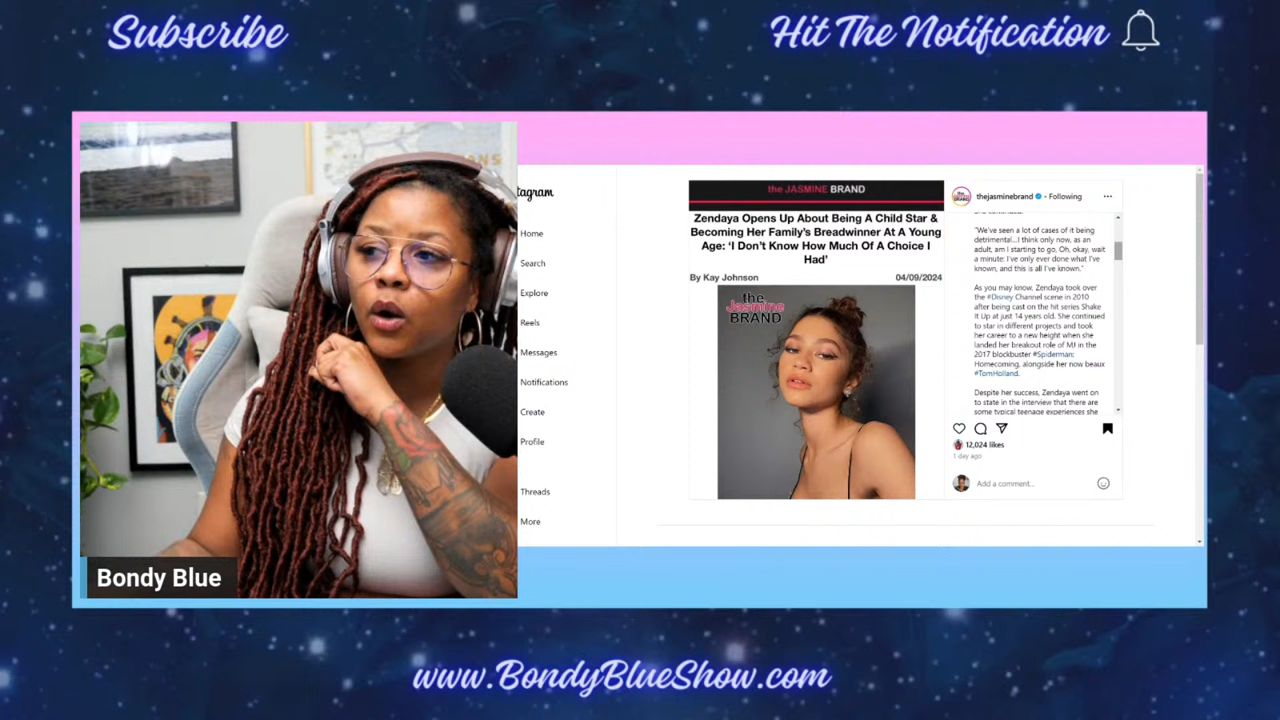 Subscribe
Hit The Notification
ANS
tagram
Home
Search
Explore
Reels
Messages
Notifications
Create
Profile
Threads
More
the JASMINE BRAND
Zendaya Opens Up About Being A Child Star &
Becoming Her Family's Breadwinner At A Young
Age: 'I Don't Know How Much Of A Choice I
Had'
By Kay Johnson 04/09/2024
the
Jasmine
BRAND
thejasminebrand • Following
"We've seen a lot of cases of it being
detrimental...I think only now, as an
adult, am I starting to go, Oh, okay, wait
a minute: I've only ever done what I've
known, and this is all I've known."
As you may know, Zendaya took over
the #Disney Channel scene in 2010
after being cast on the hit series Shake
It Up at just 14 years old. She continued
to star in different projects and took
her career to a new height when she
landed her breakout role of MJ in the
2017 blockbuster #Spiderman:
Homecoming, alongside her now beaux
#TomHolland.
Despite her success, Zendaya went on
to state in the interview that there are
some typical teenage experiences she
12,024 likes
1 day ago
Add a comment...
Bondy Blue
www.BondyBlueShow.com